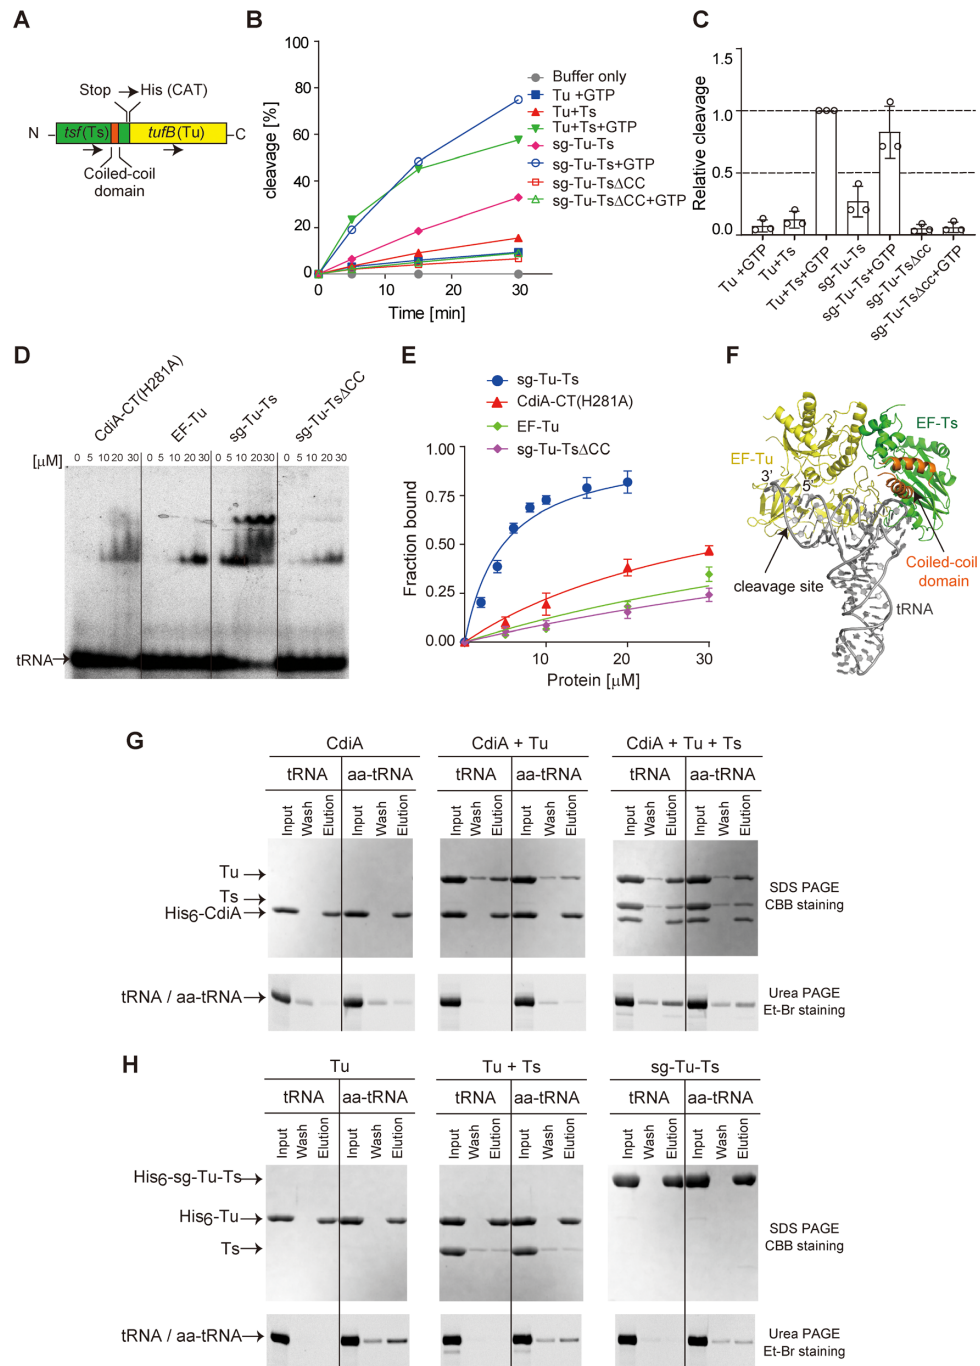 A
Stop
His (CAT)
N
tsf(Ts)
tufB(Tu)
C
Coiled-coil
domain
B
cleavage [%]
100
80
60
40
20
0
0
10
20
30
Time [min]
Buffer only
Tu +GTP
Tu+Ts
Tu+Ts+GTP
sg-Tu-Ts
sg-Tu-Ts+GTP
sg-Tu-TsΔCC
sg-Tu-TsΔCC+GTP
C
Relative cleavage
1.5
1.0
0.5
0.0
Tu +GTP
Tu+Ts
Tu+Ts+GTP
sg-Tu-Ts
sg-Tu-Ts+GTP
sg-Tu-TsΔcc
sg-Tu-TsΔcc+GTP
D
CdiA-CT(H281A)
EF-Tu
sg-Tu-Ts
sg-Tu-TsΔCC
[µM]
0 5 10 20 30
0 5 10 20 30
0 5 10 20 30
0 5 10 20 30
tRNA
E
sg-Tu-Ts
CdiA-CT(H281A)
EF-Tu
sg-Tu-TsΔCC
Fraction bound
1.00
0.75
0.50
0.25
0.00
10
20
30
Protein [µM]
F
EF-Ts
EF-Tu
3'
5'
cleavage site
Coiled-coil
domain
tRNA
G
CdiA
CdiA + Tu
CdiA + Tu + Ts
tRNA
aa-tRNA
tRNA
aa-tRNA
tRNA
aa-tRNA
Input Wash Elution Input Wash Elution
Input Wash Elution Input Wash Elution
Input Wash Elution Input Wash Elution
Tu
Ts
His6-CdiA
SDS PAGE
CBB staining
tRNA / aa-tRNA
Urea PAGE
Et-Br staining
H
Tu
Tu + Ts
sg-Tu-Ts
tRNA
aa-tRNA
tRNA
aa-tRNA
tRNA
aa-tRNA
Input Wash Elution Input Wash Elution
Input Wash Elution Input Wash Elution
Input Wash Elution Input Wash Elution
His6-sg-Tu-Ts
His6-Tu
Ts
SDS PAGE
CBB staining
tRNA / aa-tRNA
Urea PAGE
Et-Br staining